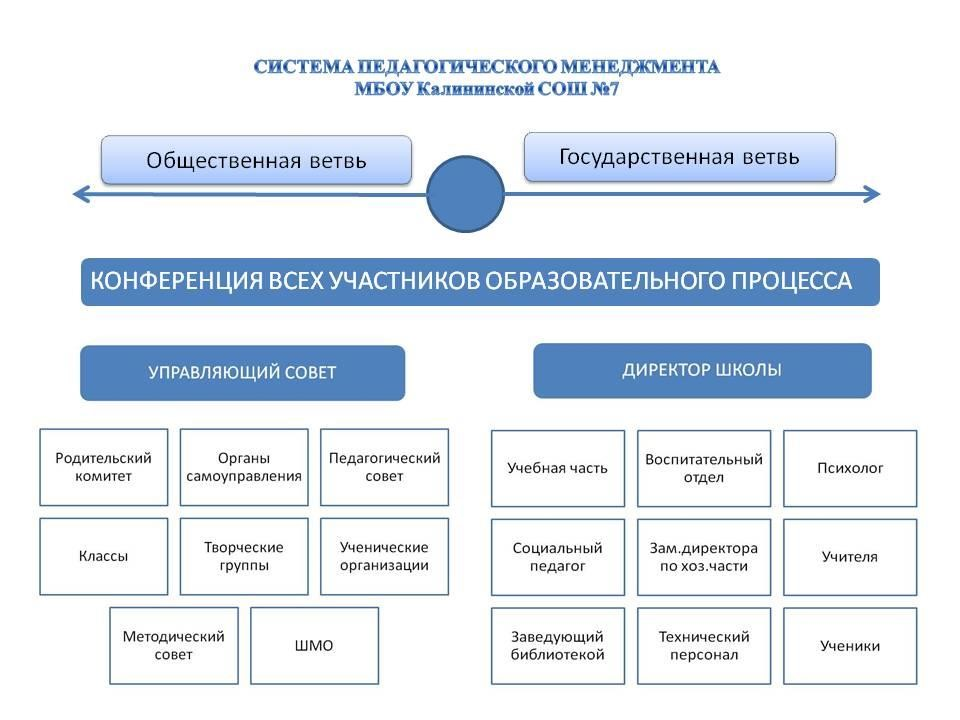 СИСТЕМА ПЕДАГОГИЧЕСКОГО МЕНЕДЖМЕНТА
МБОУ Калининской СОШ №7
Общественная ветвь
Государственная ветвь
КОНФЕРЕНЦИЯ ВСЕХ УЧАСТНИКОВ ОБРАЗОВАТЕЛЬНОГО ПРОЦЕССА
УПРАВЛЯЮЩИЙ СОВЕТ
ДИРЕКТОР ШКОЛЫ
Родительский
комитет
Органы
самоуправления
Педагогический
совет
Классы
Творческие
группы
Ученические
организации
Методический
совет
ШМО
Учебная часть
Воспитательный
отдел
Психолог
Социальный
педагог
Зам.директора
по хоз.части
Учителя
Заведующий
библиотекой
Технический
персонал
Ученики